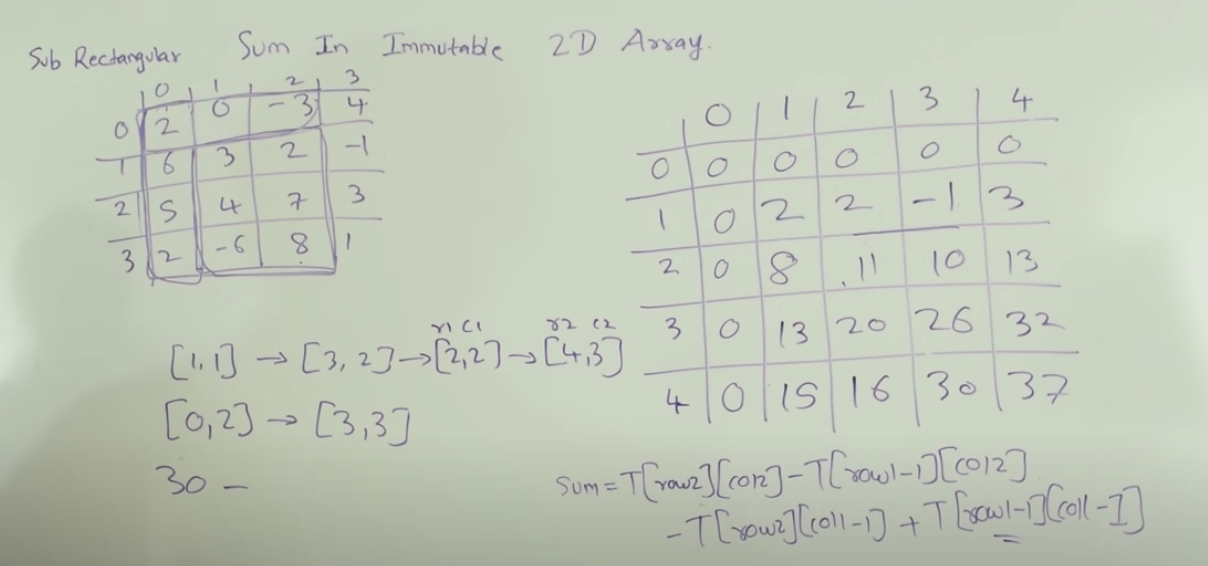 Sub Rectangular Sum In Immutable 2D Array.
0 1 2 3
0 2 0 -3 4
1 6 3 2 -1
2 5 4 7 3
3 2 -6 8 1
0 1 2 3 4
0 0 0 0 0 0
1 0 2 2 -1 3
2 0 8 11 10 13
3 0 13 20 26 32
4 0 15 16 30 37
r1 c1 r2 c2
[1,1] → [3,2] → [2,2] → [4,3]
[0,2] → [3,3]
30 -
Sum = T[row2][col2] - T[row1-1][col2]
- T[row2][col1-1] + T[row1-1][col1-1]